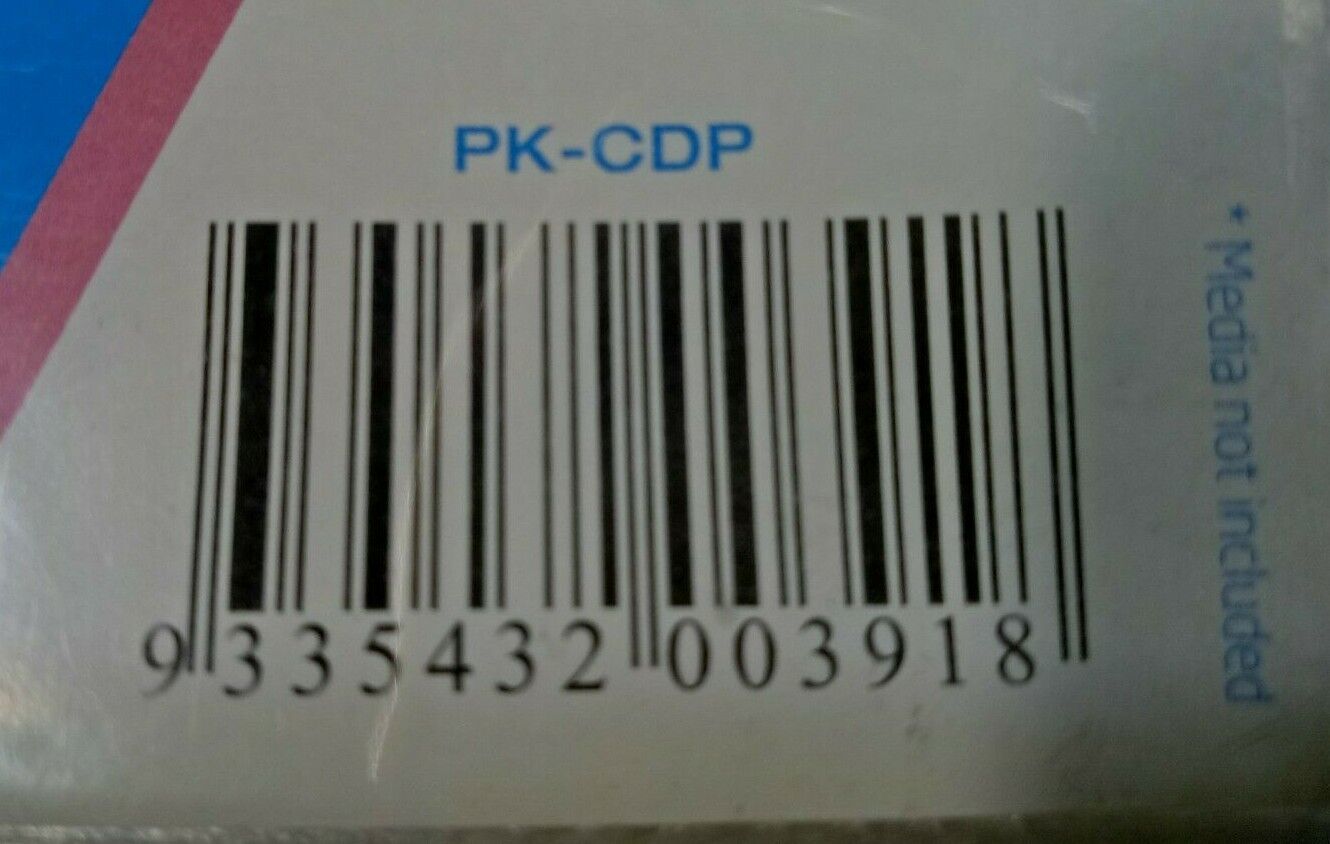 PK-CDP
9 335432 003918
* Media not included